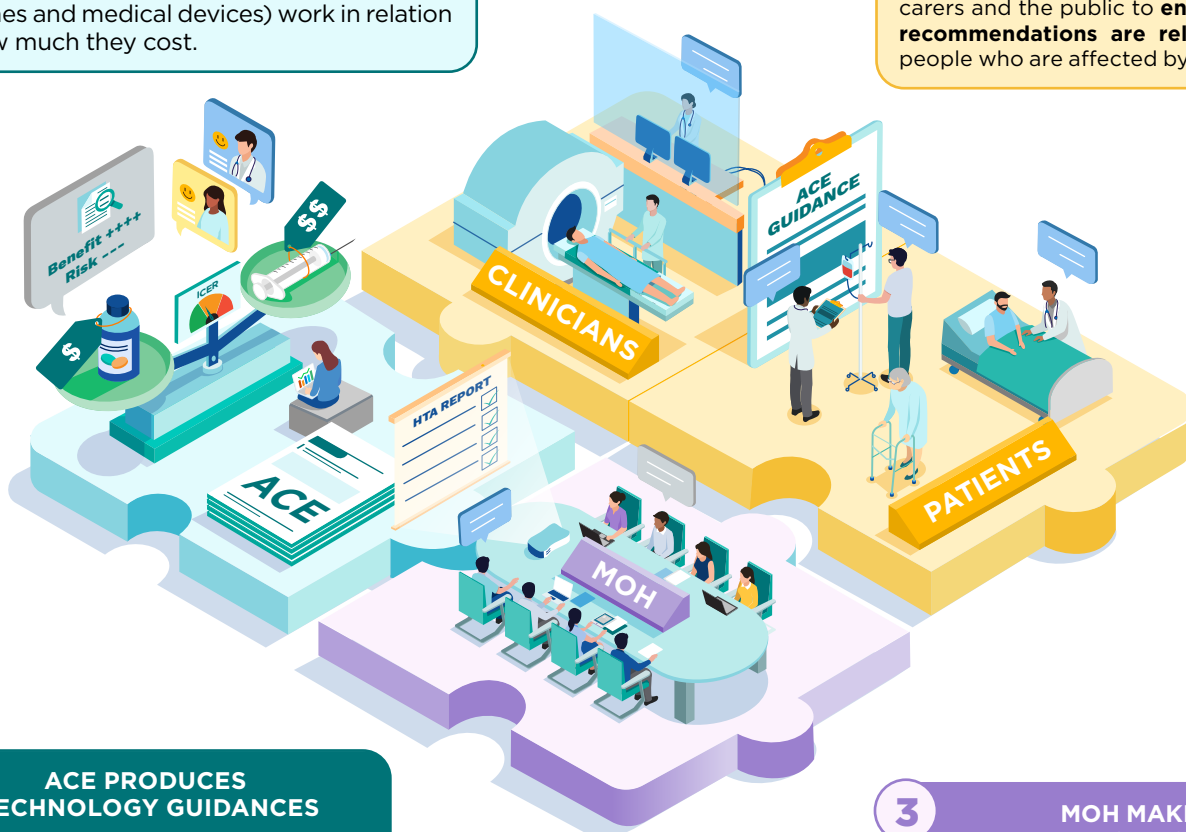 nes and medical devices) work in relation
w much they cost.
carers and the public to en
recommendations are rel
people who are affected by
Benefit ++++
Risk ---
$
$$
ICER
ACE
GUIDANCE
CLINICIANS
HTA REPORT
ACE
PATIENTS
MOH
ACE PRODUCES
ECHNOLOGY GUIDANCES
3
MOH MAK